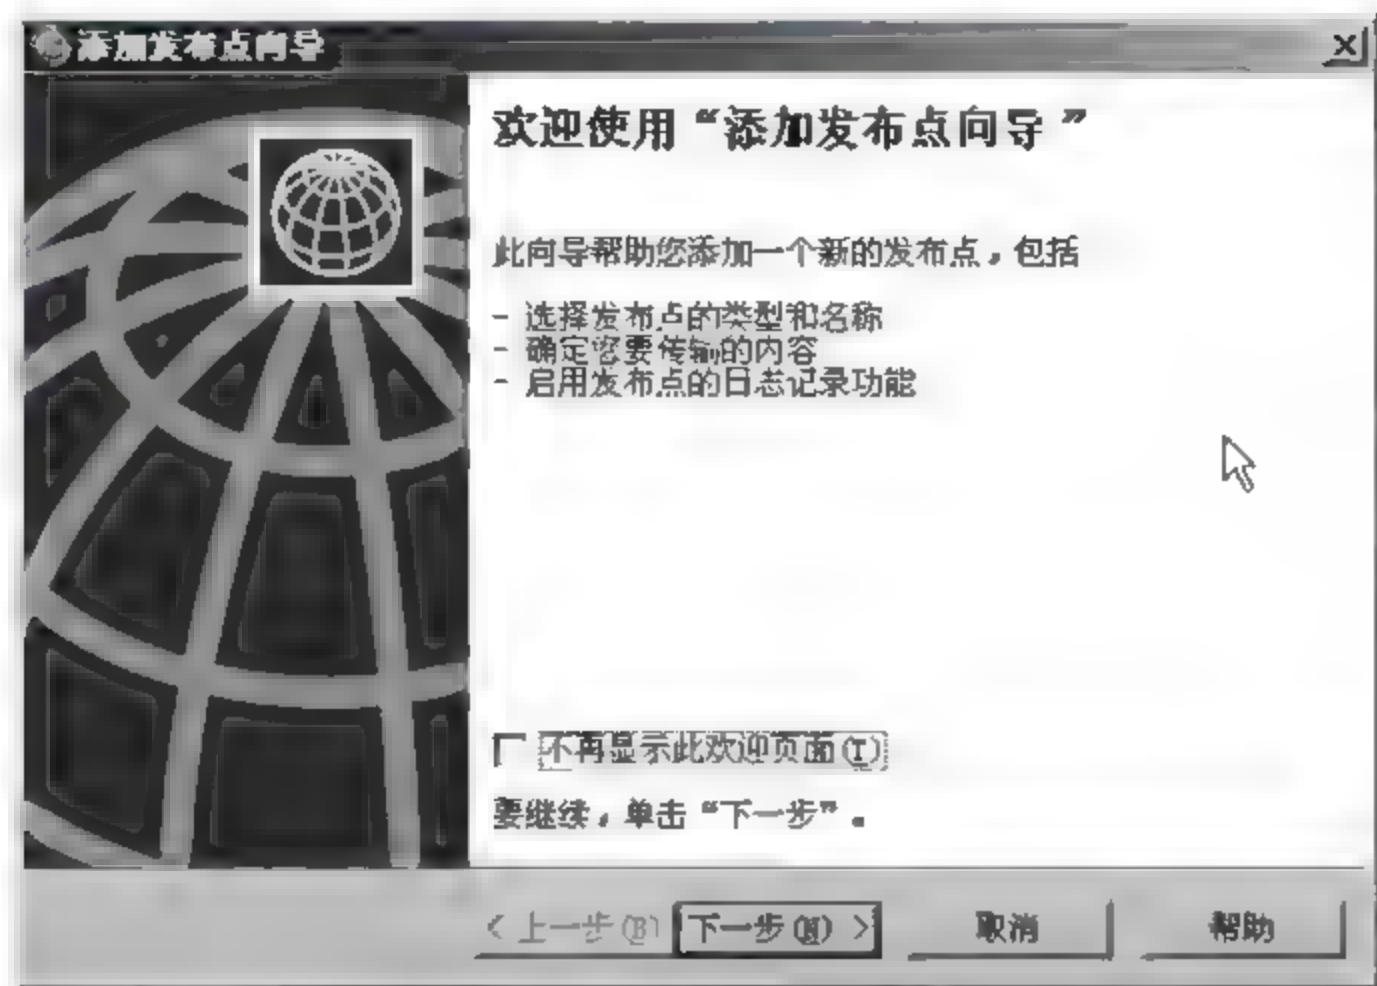 添加发布点向导
欢迎使用“添加发布点向导”
此向导帮助您添加一个新的发布点，包括
- 选择发布点的类型和名称
- 确定您要传输的内容
- 启用发布点的日志记录功能
不再显示此欢迎页面(T)
要继续，单击“下一步”。
< 上一步(B) 下一步(N) > 取消 帮助